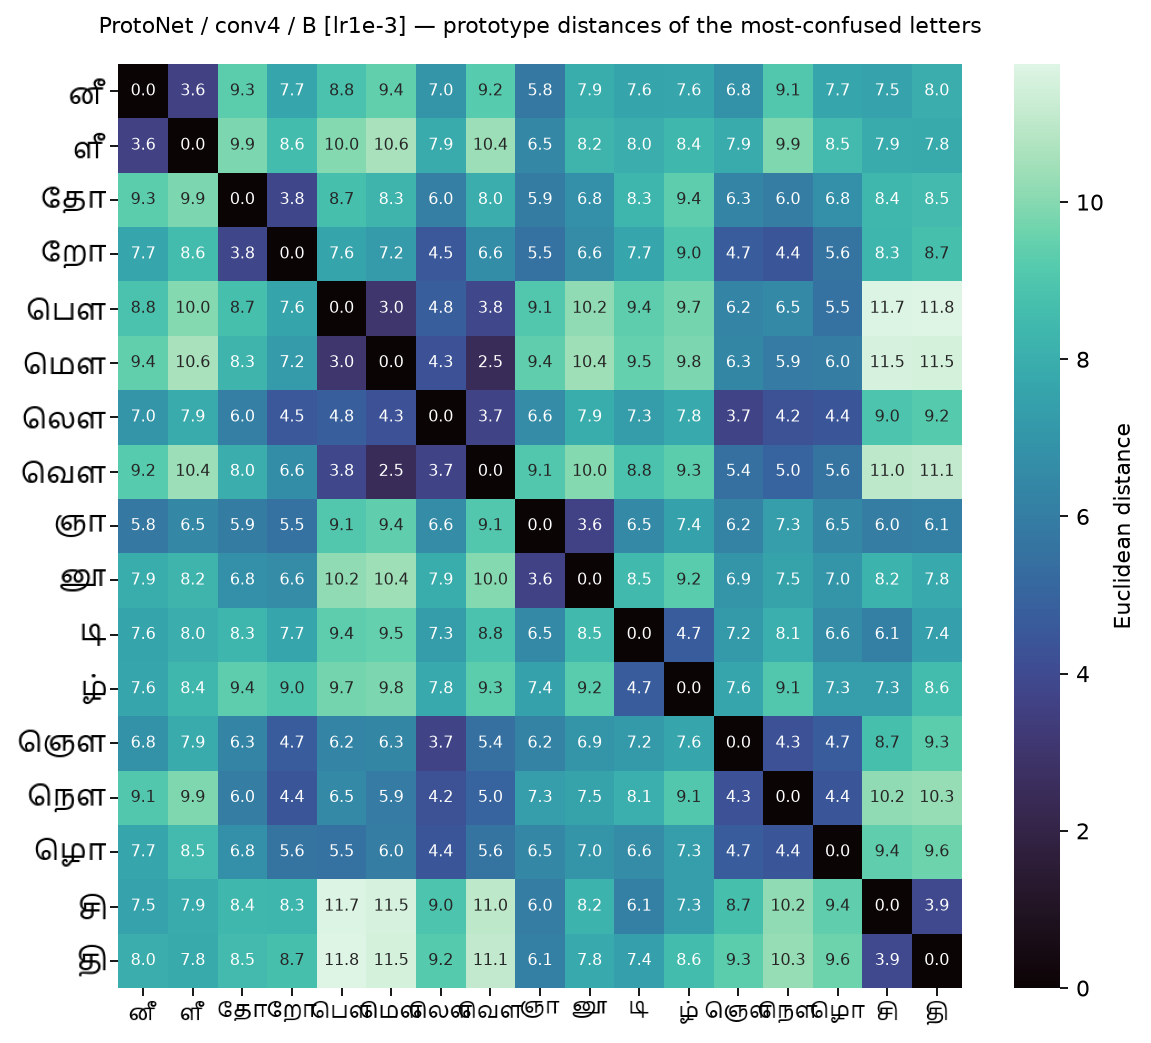 ProtoNet / conv4 / B [lr1e-3] — prototype distances of the most-confused letters
னீ 0.0 3.6 9.3 7.7 8.8 9.4 7.0 9.2 5.8 7.9 7.6 7.6 6.8 9.1 7.7 7.5 8.0
ளீ 3.6 0.0 9.9 8.6 10.0 10.6 7.9 10.4 6.5 8.2 8.0 8.4 7.9 9.9 8.5 7.9 7.8
தோ 9.3 9.9 0.0 3.8 8.7 8.3 6.0 8.0 5.9 6.8 8.3 9.4 6.3 6.0 6.8 8.4 8.5
றோ 7.7 8.6 3.8 0.0 7.6 7.2 4.5 6.6 5.5 6.6 7.7 9.0 4.7 4.4 5.6 8.3 8.7
பௌ 8.8 10.0 8.7 7.6 0.0 3.0 4.8 3.8 9.1 10.2 9.4 9.7 6.2 6.5 5.5 11.7 11.8
மௌ 9.4 10.6 8.3 7.2 3.0 0.0 4.3 2.5 9.4 10.4 9.5 9.8 6.3 5.9 6.0 11.5 11.5
லௌ 7.0 7.9 6.0 4.5 4.8 4.3 0.0 3.7 6.6 7.9 7.3 7.8 3.7 4.2 4.4 9.0 9.2
வௌ 9.2 10.4 8.0 6.6 3.8 2.5 3.7 0.0 9.1 10.0 8.8 9.3 5.4 5.0 5.6 11.0 11.1
ஞா 5.8 6.5 5.9 5.5 9.1 9.4 6.6 9.1 0.0 3.6 6.5 7.4 6.2 7.3 6.5 6.0 6.1
னூ 7.9 8.2 6.8 6.6 10.2 10.4 7.9 10.0 3.6 0.0 8.5 9.2 6.9 7.5 7.0 8.2 7.8
டி 7.6 8.0 8.3 7.7 9.4 9.5 7.3 8.8 6.5 8.5 0.0 4.7 7.2 8.1 6.6 6.1 7.4
ழ் 7.6 8.4 9.4 9.0 9.7 9.8 7.8 9.3 7.4 9.2 4.7 0.0 7.6 9.1 7.3 7.3 8.6
ஞௌ 6.8 7.9 6.3 4.7 6.2 6.3 3.7 5.4 6.2 6.9 7.2 7.6 0.0 4.3 4.7 8.7 9.3
நௌ 9.1 9.9 6.0 4.4 6.5 5.9 4.2 5.0 7.3 7.5 8.1 9.1 4.3 0.0 4.4 10.2 10.3
ழொ 7.7 8.5 6.8 5.6 5.5 6.0 4.4 5.6 6.5 7.0 6.6 7.3 4.7 4.4 0.0 9.4 9.6
சி 7.5 7.9 8.4 8.3 11.7 11.5 9.0 11.0 6.0 8.2 6.1 7.3 8.7 10.2 9.4 0.0 3.9
தி 8.0 7.8 8.5 8.7 11.8 11.5 9.2 11.1 6.1 7.8 7.4 8.6 9.3 10.3 9.6 3.9 0.0
னீ ளீ தோ றோ பௌ மௌ லௌ வௌ ஞா னூ டி ழ் ஞௌ நௌ ழொ சி தி
10
8
6
4
2
0
Euclidean distance